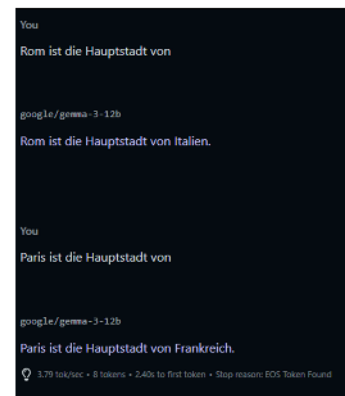 You
Rom ist die Hauptstadt von
google/gemma-3-12b
Rom ist die Hauptstadt von Italien.
You
Paris ist die Hauptstadt von
google/gemma-3-12b
Paris ist die Hauptstadt von Frankreich.
3.79 tok/sec • 8 tokens • 2.40s to first token • Stop reason: EOS Token Found